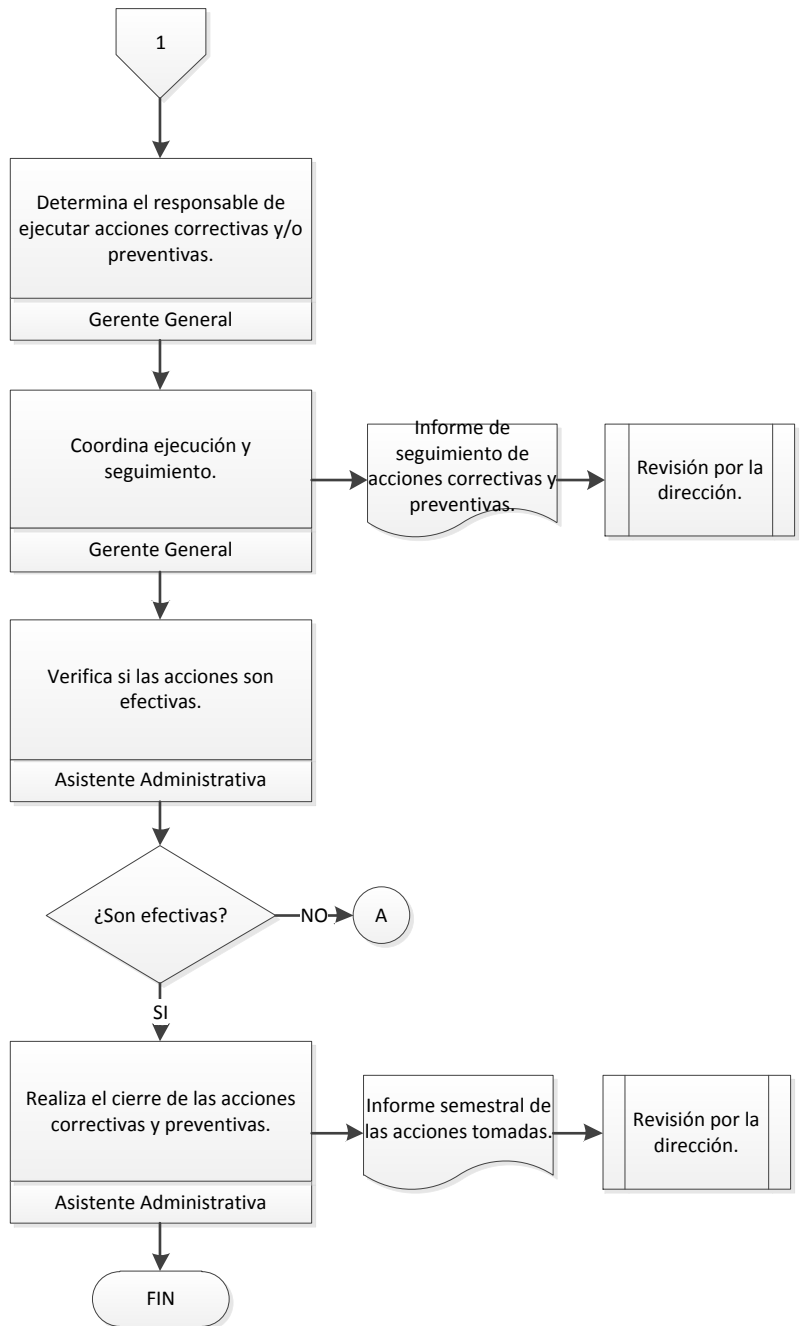 1
Determina el responsable de
ejecutar acciones correctivas y/o
preventivas.
Gerente General
Coordina ejecución y
seguimiento.
Gerente General
Informe de
seguimiento de
acciones correctivas y
preventivas.
Revisión por la
dirección.
Verifica si las acciones son
efectivas.
Asistente Administrativa
¿Son efectivas?
NO
A
SI
Realiza el cierre de las acciones
correctivas y preventivas.
Asistente Administrativa
Informe semestral de
las acciones tomadas.
Revisión por la
dirección.
FIN